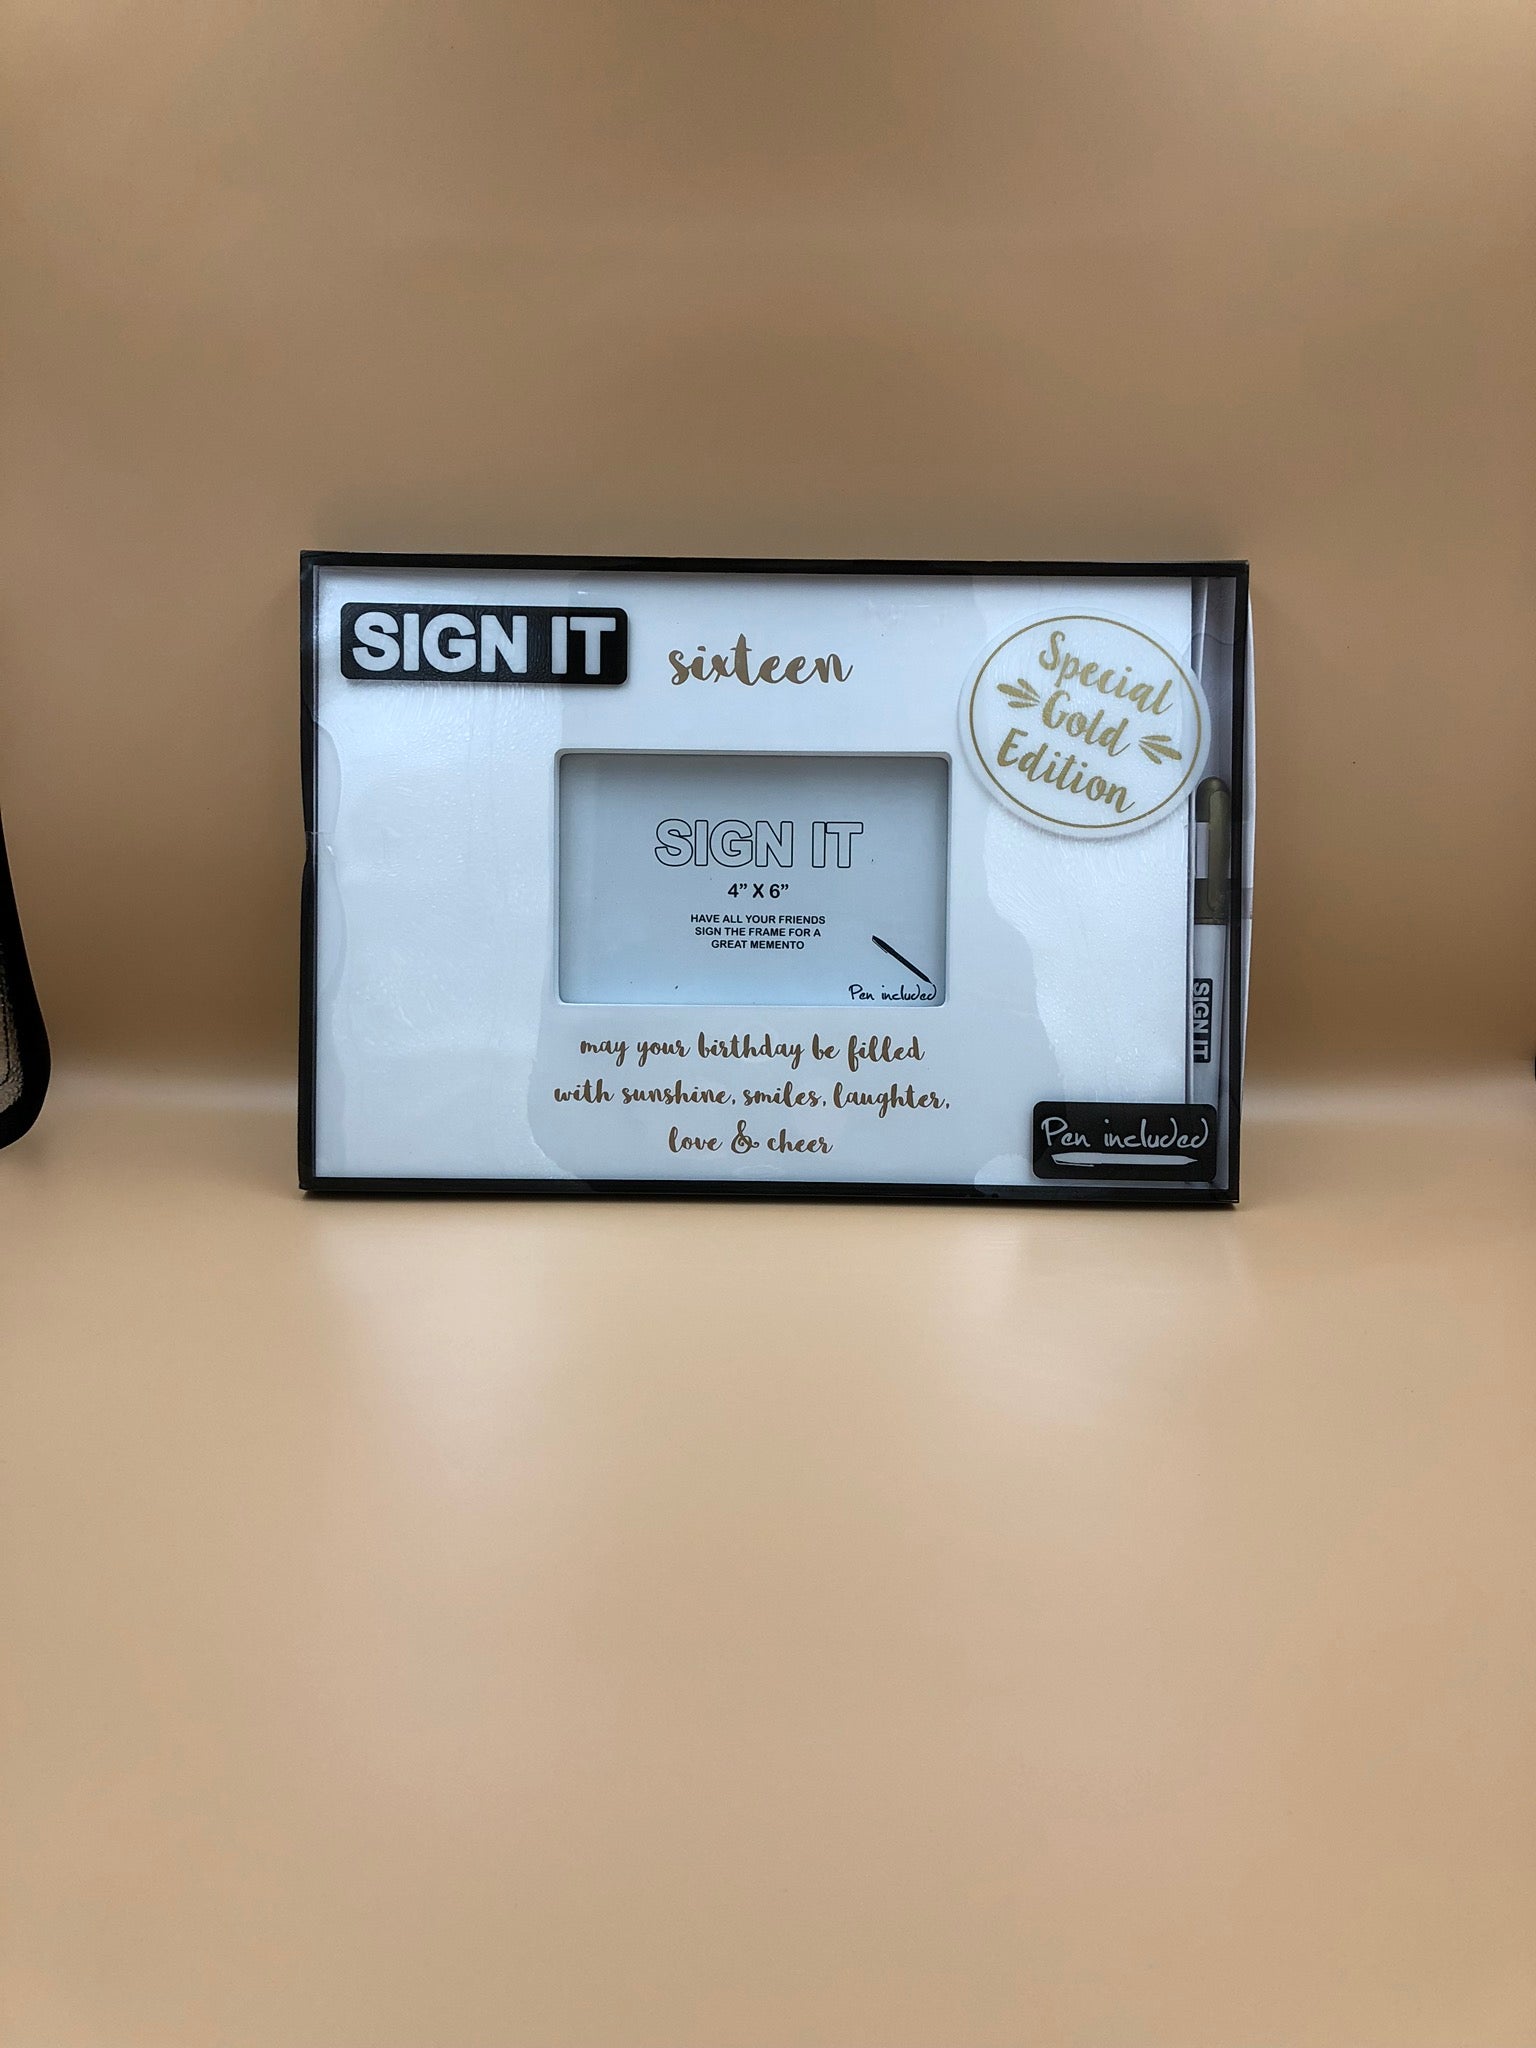 SIGN IT
sixteen
Special
Gold
Edition
SIGN IT
4" X 6"
HAVE ALL YOUR FRIENDS
SIGN THE FRAME FOR A
GREAT MEMENTO
Pen included
SIGN IT
may your birthday be filled
with sunshine, smiles, laughter,
love & cheer
Pen included